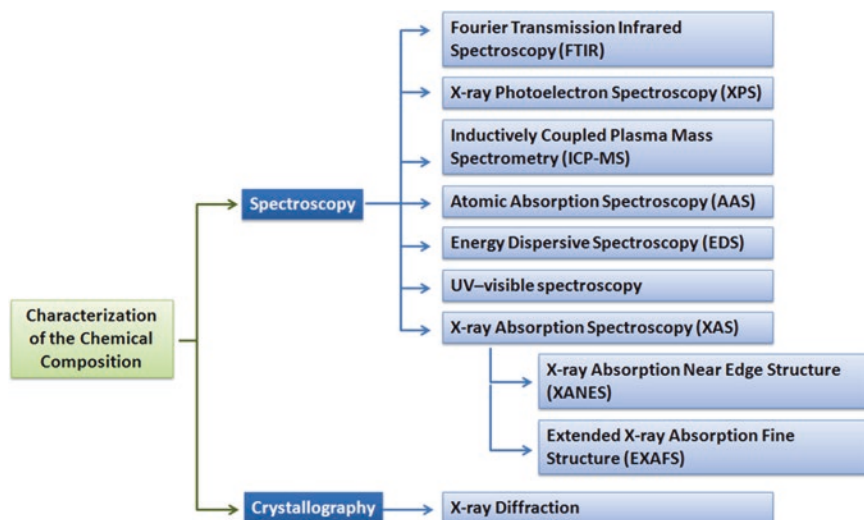 Fourier Transmission Infrared
Spectroscopy (FTIR)
X-ray Photoelectron Spectroscopy (XPS)
Inductively Coupled Plasma Mass
Spectrometry (ICP-MS)
Spectroscopy
Atomic Absorption Spectroscopy (AAS)
Energy Dispersive Spectroscopy (EDS)
UV–visible spectroscopy
Characterization
of the Chemical
Composition
X-ray Absorption Spectroscopy (XAS)
X-ray Absorption Near Edge Structure
(XANES)
Extended X-ray Absorption Fine
Structure (EXAFS)
Crystallography
X-ray Diffraction